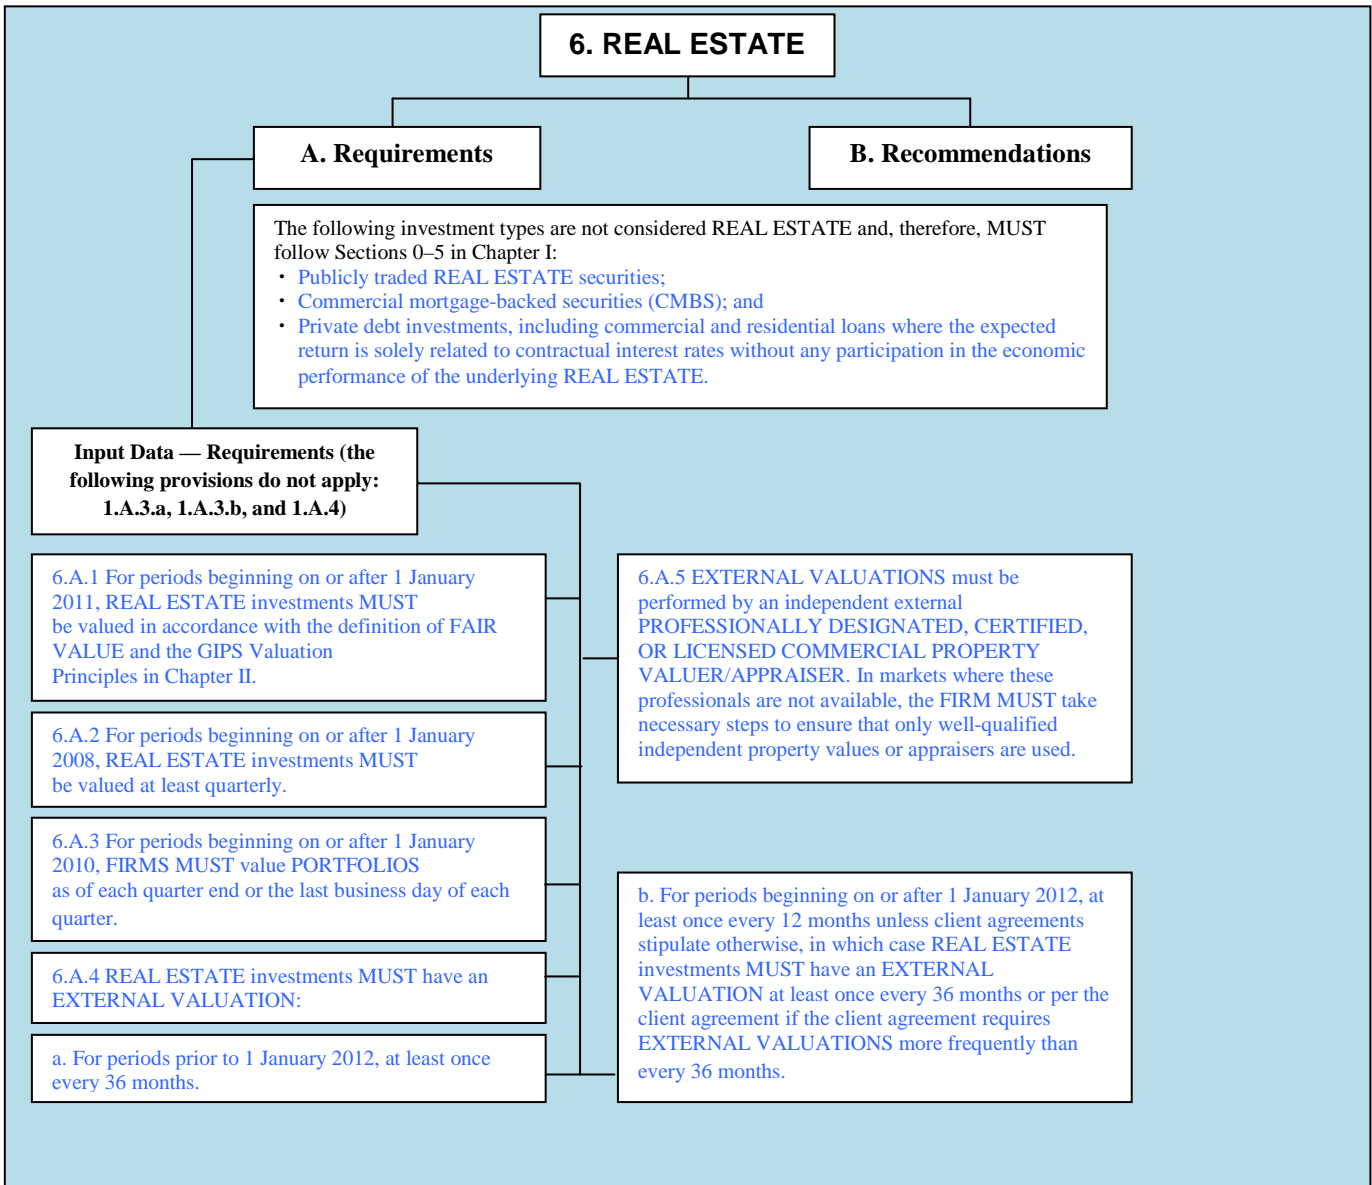 6. REAL ESTATE
A. Requirements
B. Recommendations
The following investment types are not considered REAL ESTATE and, therefore, MUST
follow Sections 0–5 in Chapter I:
• Publicly traded REAL ESTATE securities;
• Commercial mortgage-backed securities (CMBS); and
• Private debt investments, including commercial and residential loans where the expected
return is solely related to contractual interest rates without any participation in the economic
performance of the underlying REAL ESTATE.
Input Data — Requirements (the
following provisions do not apply:
1.A.3.a, 1.A.3.b, and 1.A.4)
6.A.1 For periods beginning on or after 1 January
2011, REAL ESTATE investments MUST
be valued in accordance with the definition of FAIR
VALUE and the GIPS Valuation
Principles in Chapter II.
6.A.2 For periods beginning on or after 1 January
2008, REAL ESTATE investments MUST
be valued at least quarterly.
6.A.3 For periods beginning on or after 1 January
2010, FIRMS MUST value PORTFOLIOS
as of each quarter end or the last business day of each
quarter.
6.A.4 REAL ESTATE investments MUST have an
EXTERNAL VALUATION:
a. For periods prior to 1 January 2012, at least once
every 36 months.
6.A.5 EXTERNAL VALUATIONS must be
performed by an independent external
PROFESSIONALLY DESIGNATED, CERTIFIED,
OR LICENSED COMMERCIAL PROPERTY
VALUER/APPRAISER. In markets where these
professionals are not available, the FIRM MUST take
necessary steps to ensure that only well-qualified
independent property values or appraisers are used.
b. For periods beginning on or after 1 January 2012, at
least once every 12 months unless client agreements
stipulate otherwise, in which case REAL ESTATE
investments MUST have an EXTERNAL
VALUATION at least once every 36 months or per the
client agreement if the client agreement requires
EXTERNAL VALUATIONS more frequently than
every 36 months.